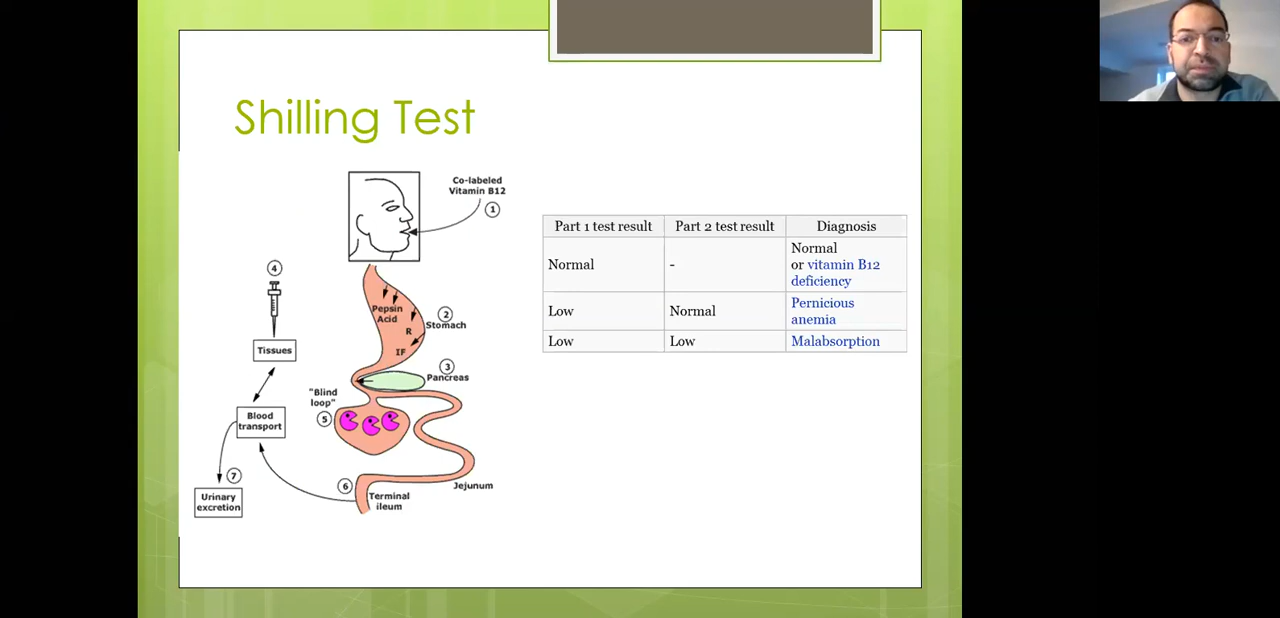 Shilling Test
Co-labeled
Vitamin B12
1
4
Pepsin
Acid
2
Stomach
R
IF
Tissues
3
Pancreas
"Blind
loop"
5
Blood
transport
7
6
Jejunum
Urinary
excretion
Terminal
ileum
Part 1 test result Part 2 test result Diagnosis
Normal - Normal
or vitamin B12
deficiency
Low Normal Pernicious
anemia
Low Low Malabsorption